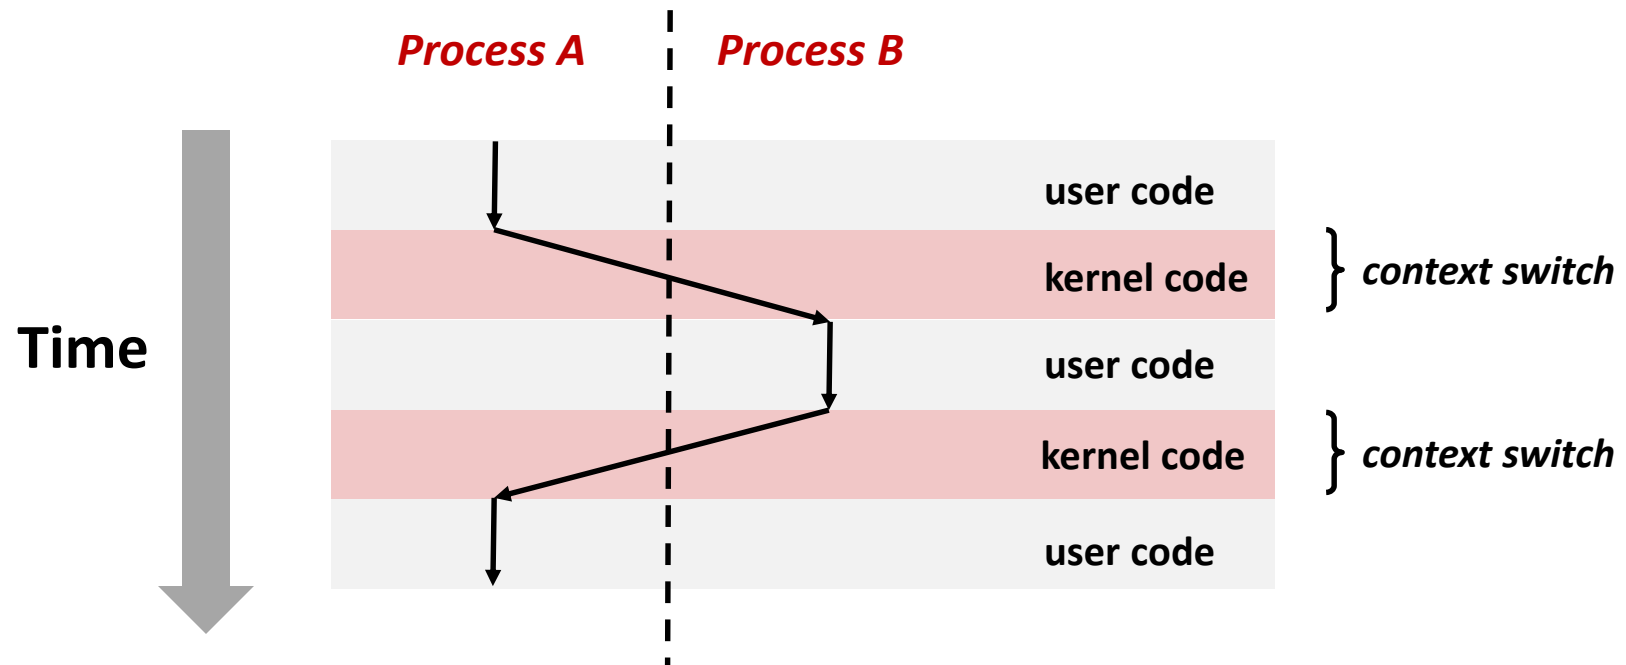 Process A
Process B
user code
kernel code
context switch
Time
user code
kernel code
context switch
user code